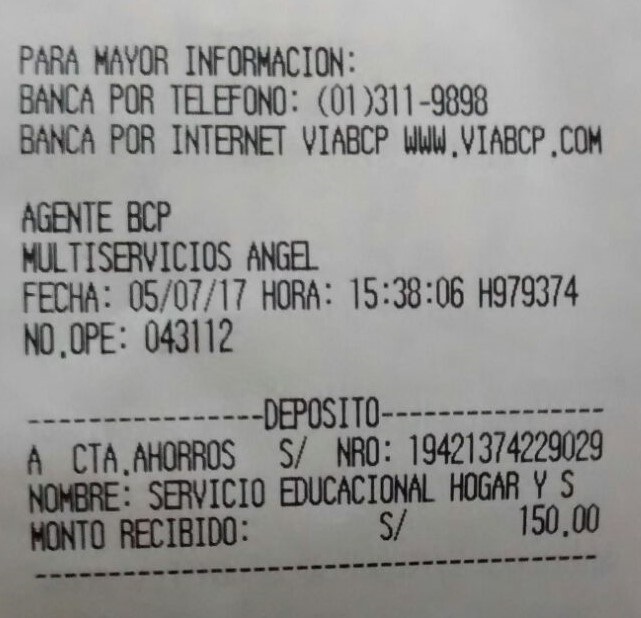 PARA MAYOR INFORMACION:
BANCA POR TELEFONO: (01)311-9898
BANCA POR INTERNET VIABCP WWW.VIABCP.COM
AGENTE BCP
MULTISERVICIOS ANGEL
FECHA: 05/07/17 HORA: 15:38:06 H979374
NO.OPE: 043112
-----------------DEPOSITO----------------
A CTA.AHORROS S/ NRO: 19421374229029
NOMBRE: SERVICIO EDUCACIONAL HOGAR Y S
MONTO RECIBIDO: S/ 150.00
-----------------------------------------